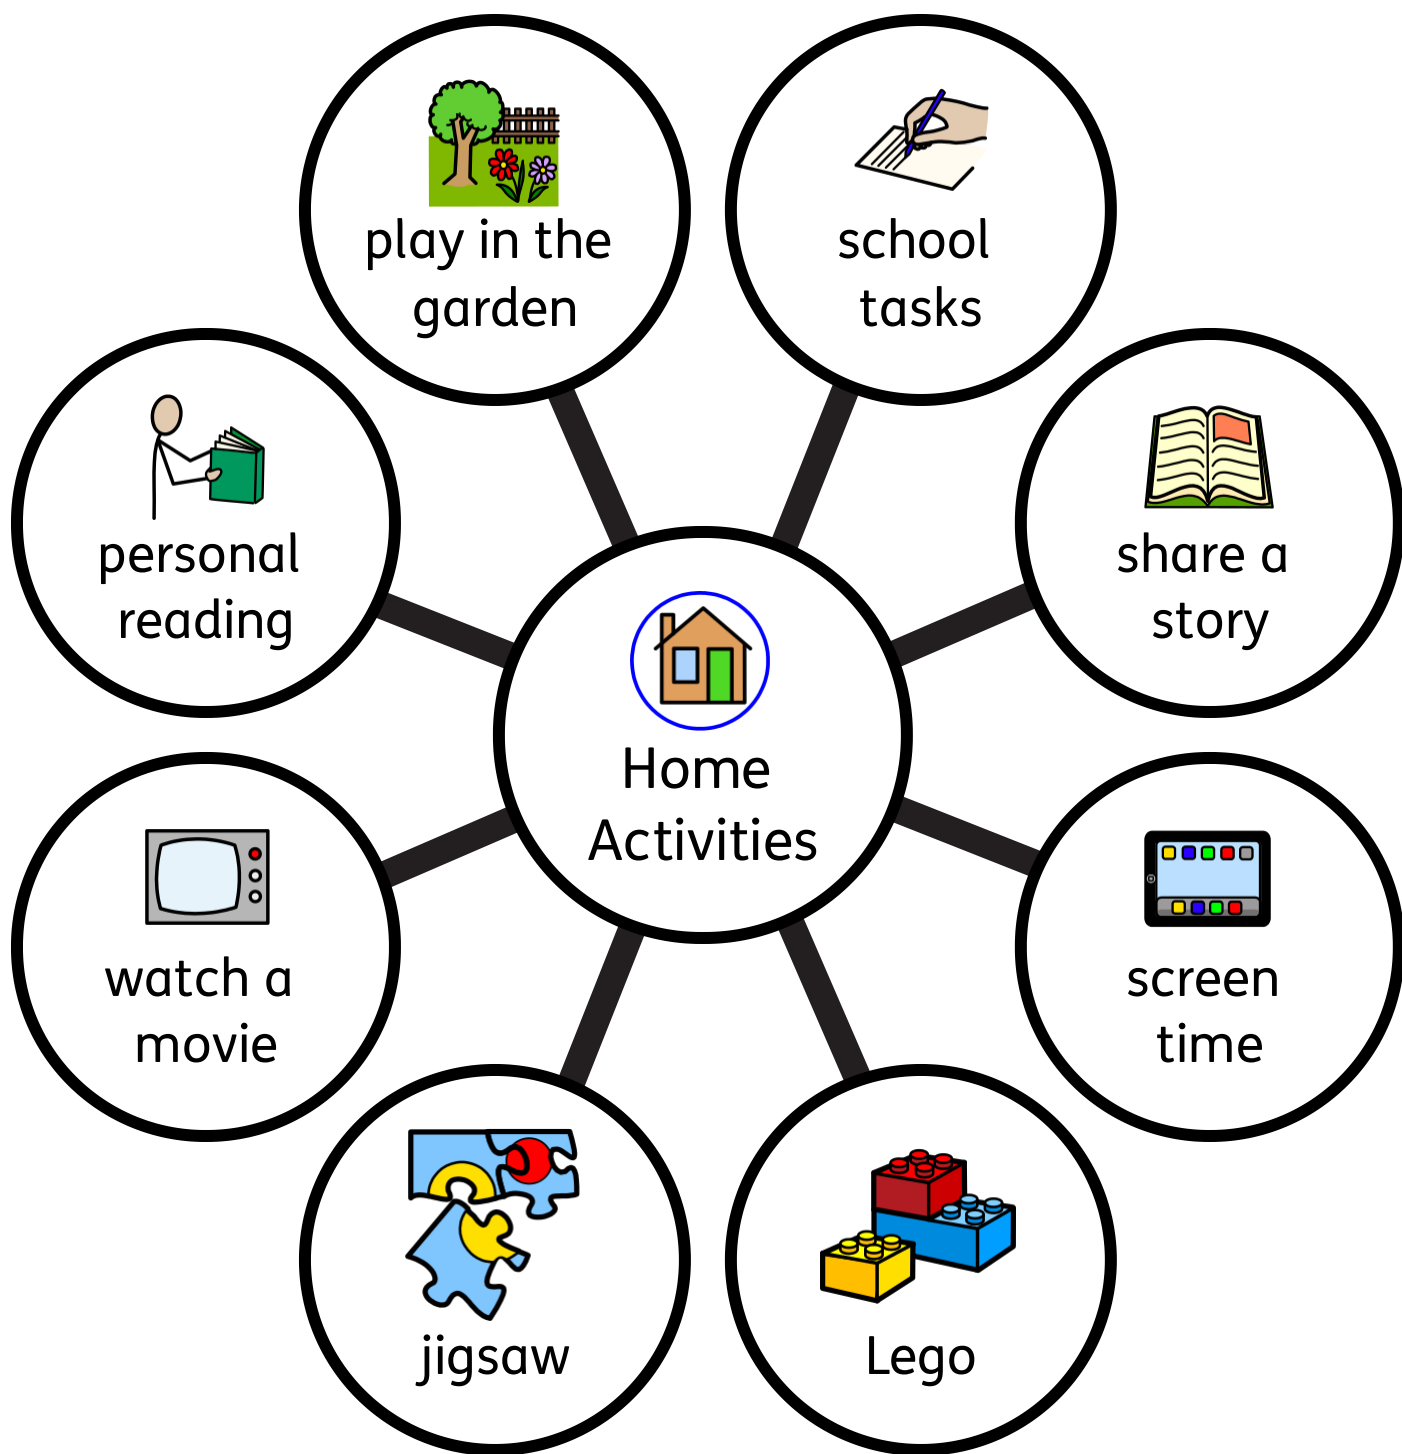 play in the
garden
school
tasks
personal
reading
share a
story
Home
Activities
watch a
movie
screen
time
jigsaw
Lego